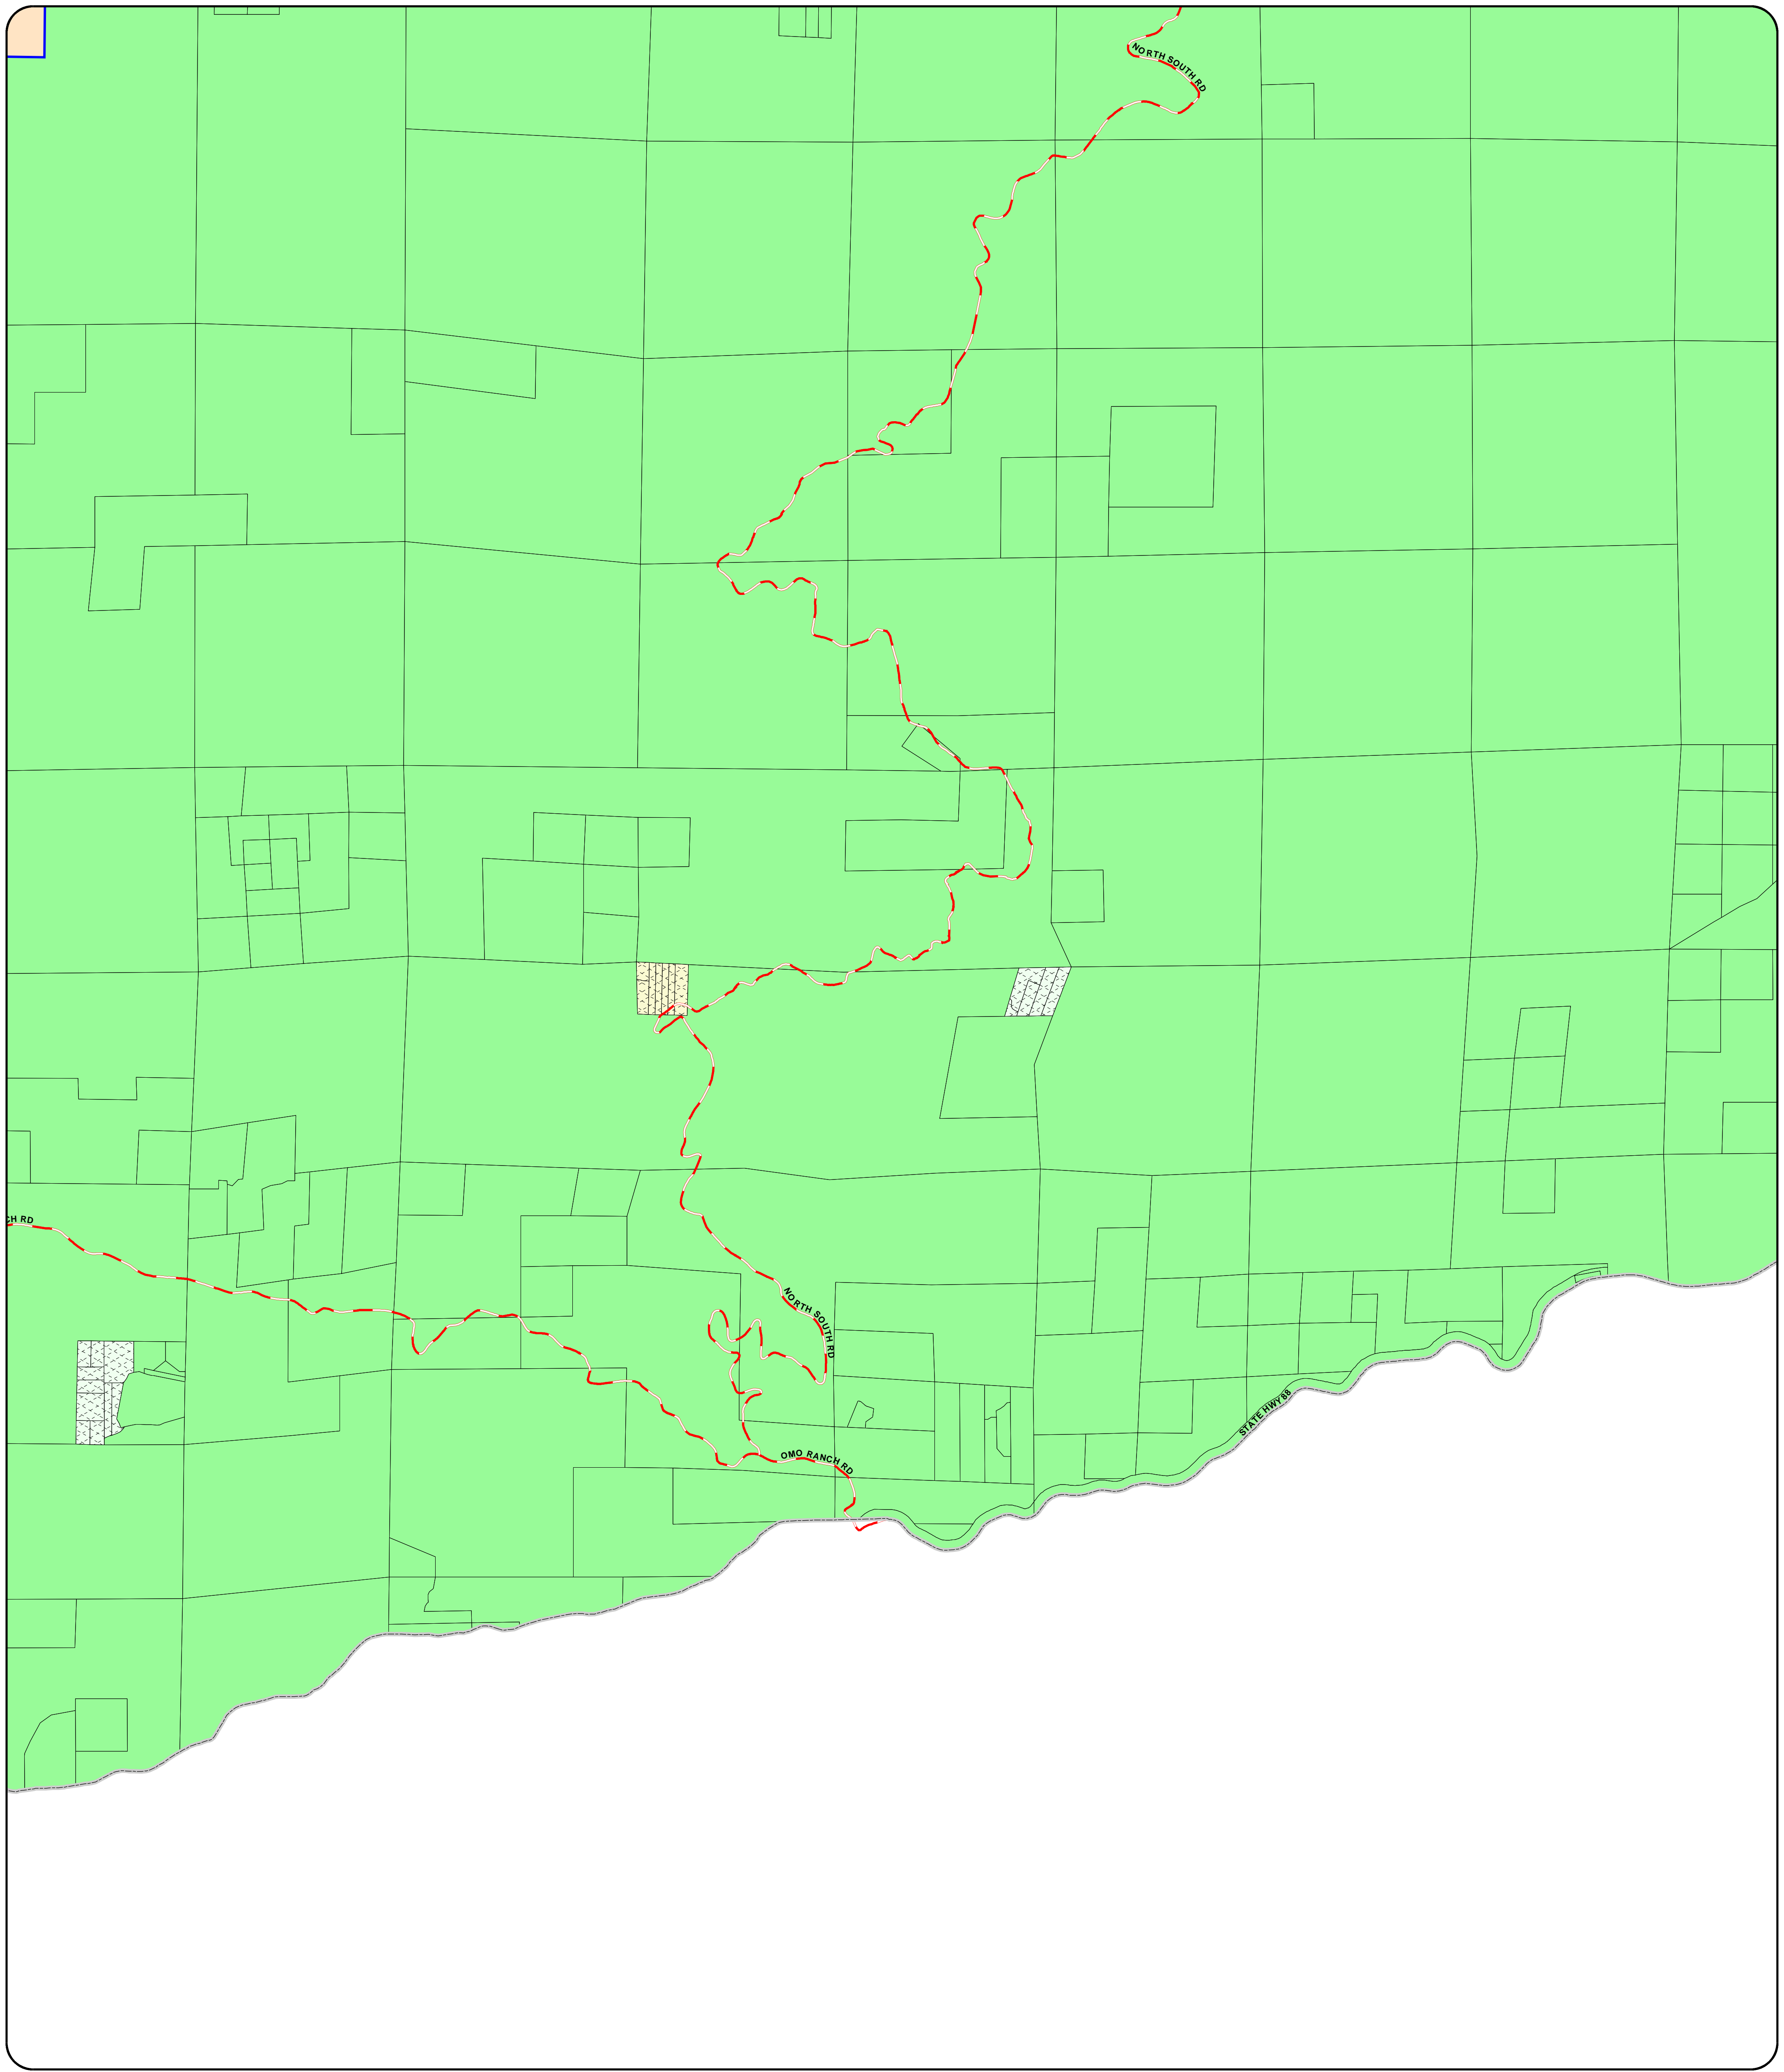 NORTH SOUTH RD
CH RD
NORTH SOUTH RD
STATE HWY 88
OMO RANCH RD